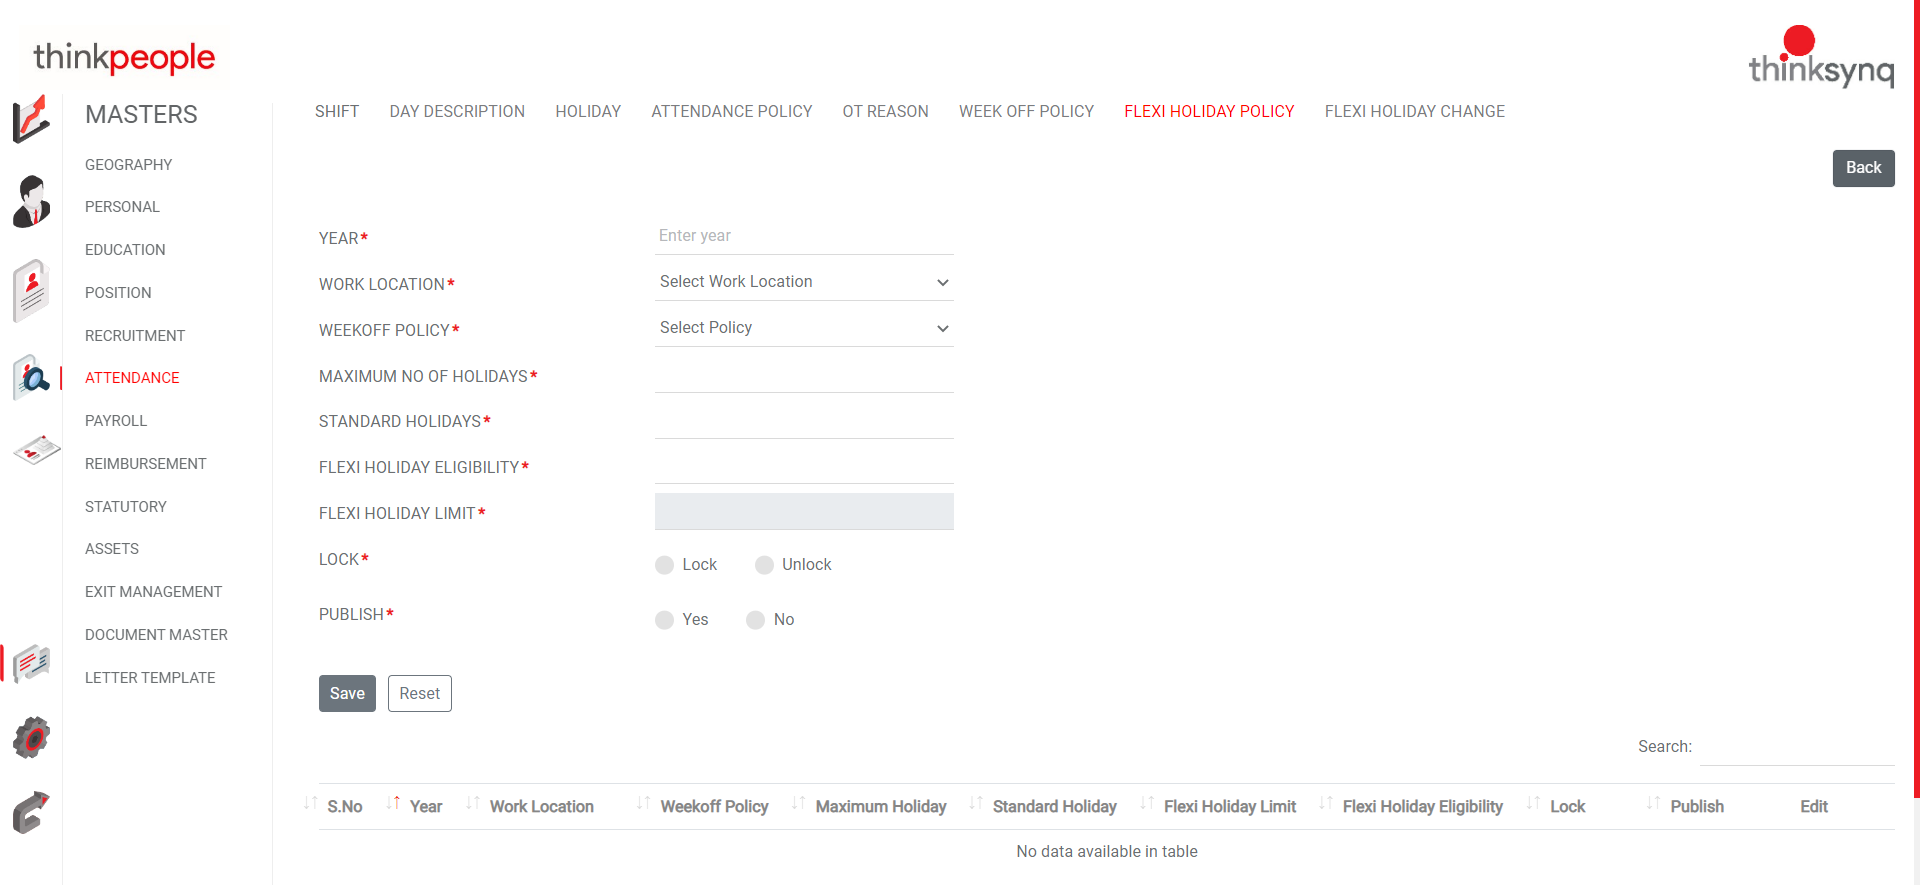 thinkpeople
thinksynq
MASTERS
SHIFT DAY DESCRIPTION HOLIDAY ATTENDANCE POLICY OT REASON WEEK OFF POLICY FLEXI HOLIDAY POLICY FLEXI HOLIDAY CHANGE
Back
GEOGRAPHY
PERSONAL
EDUCATION
POSITION
RECRUITMENT
ATTENDANCE
PAYROLL
REIMBURSEMENT
STATUTORY
ASSETS
EXIT MANAGEMENT
DOCUMENT MASTER
LETTER TEMPLATE
YEAR* Enter year
WORK LOCATION* Select Work Location
WEEKOFF POLICY* Select Policy
MAXIMUM NO OF HOLIDAYS*
STANDARD HOLIDAYS*
FLEXI HOLIDAY ELIGIBILITY*
FLEXI HOLIDAY LIMIT*
LOCK* Lock Unlock
PUBLISH* Yes No
Save Reset
Search:
S.No Year Work Location Weekoff Policy Maximum Holiday Standard Holiday Flexi Holiday Limit Flexi Holiday Eligibility Lock Publish Edit
No data available in table